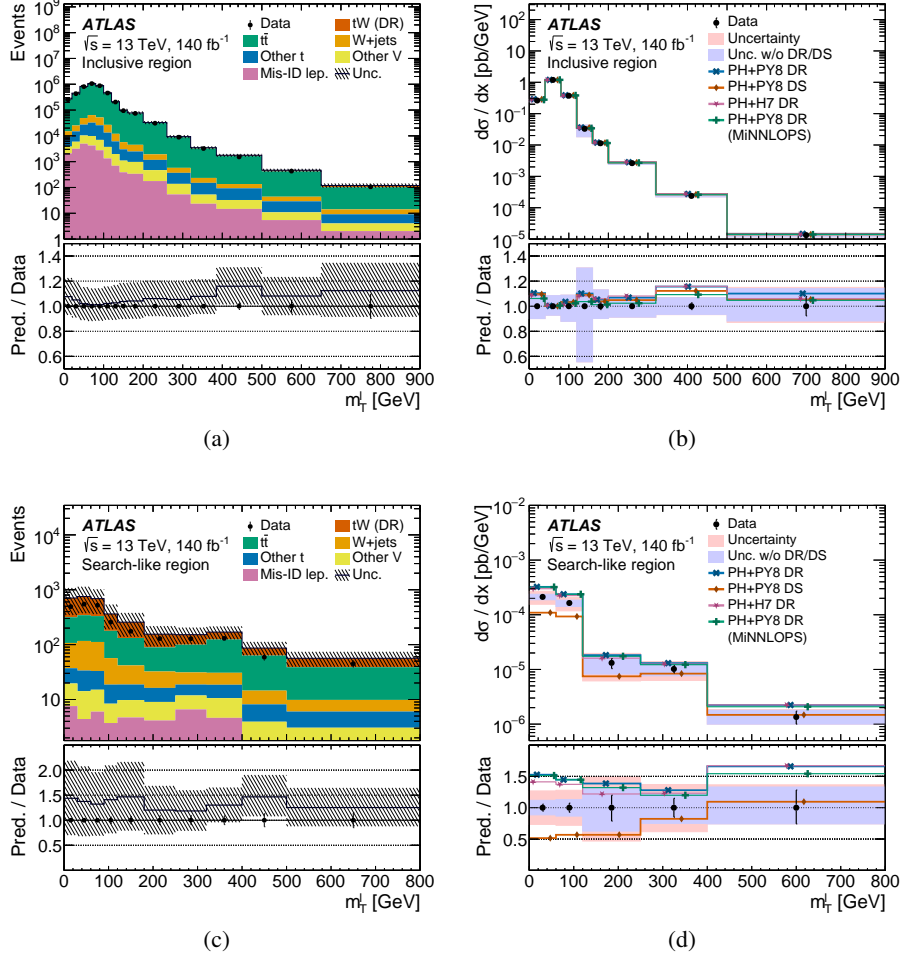 Events
10⁹
10⁸
10⁷
10⁶
10⁵
10⁴
10³
10²
10
1
ATLAS
√s = 13 TeV, 140 fb⁻¹
Inclusive region
Data
tt̄
Other t
Mis-ID lep.
tW (DR)
W+jets
Other V
Unc.
Pred. / Data
1.4
1.2
1.0
0.8
0.6
0 100 200 300 400 500 600 700 800 900
m_T^l [GeV]
(a)
dσ / dx [pb/GeV]
10²
10
1
10⁻¹
10⁻²
10⁻³
10⁻⁴
10⁻⁵
ATLAS
√s = 13 TeV, 140 fb⁻¹
Inclusive region
Data
Uncertainty
Unc. w/o DR/DS
PH+PY8 DR
PH+PY8 DS
PH+H7 DR
PH+PY8 DR
(MiNNLOPS)
Pred. / Data
1.4
1.2
1.0
0.8
0.6
0 100 200 300 400 500 600 700 800 900
m_T^l [GeV]
(b)
Events
10⁴
10³
10²
10
ATLAS
√s = 13 TeV, 140 fb⁻¹
Search-like region
Data
tt̄
Other t
Mis-ID lep.
tW (DR)
W+jets
Other V
Unc.
Pred. / Data
2.0
1.5
1.0
0.5
0 100 200 300 400 500 600 700 800
m_T^l [GeV]
(c)
dσ / dx [pb/GeV]
10⁻²
10⁻³
10⁻⁴
10⁻⁵
10⁻⁶
ATLAS
√s = 13 TeV, 140 fb⁻¹
Search-like region
Data
Uncertainty
Unc. w/o DR/DS
PH+PY8 DR
PH+PY8 DS
PH+H7 DR
PH+PY8 DR
(MiNNLOPS)
Pred. / Data
1.5
1.0
0.5
0 100 200 300 400 500 600 700 800
m_T^l [GeV]
(d)